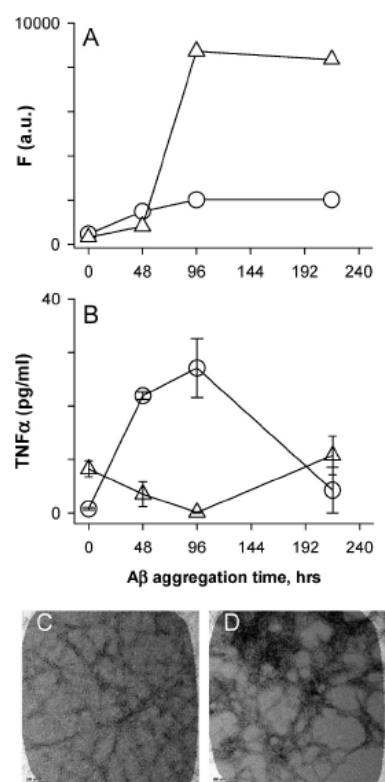 A
10000
F (a.u.)
0
0 48 96 144 192 240
B
40
TNFα (pg/ml)
0
0 48 96 144 192 240
Aβ aggregation time, hrs
C D